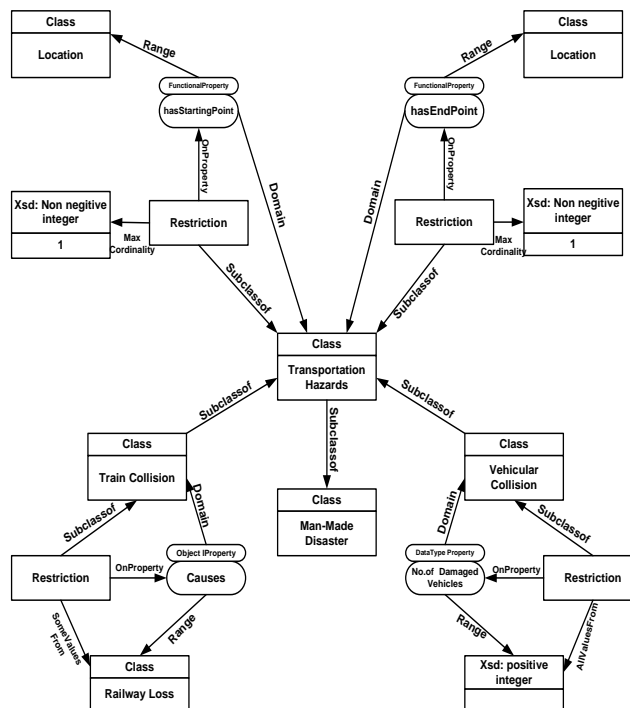 Class
Location
Range
FunctionalProperty
hasStartingPoint
OnProperty
Domain
Xsd: Non negitive
integer
1
Max
Cordinality
Restriction
Subclassof
Class
Location
Range
FunctionalProperty
hasEndPoint
OnProperty
Domain
Restriction
Max
Cordinality
Xsd: Non negitive
integer
1
Subclassof
Class
Transportation
Hazards
Subclassof
Subclassof
Subclassof
Class
Train Collision
Class
Man-Made
Disaster
Class
Vehicular
Collision
Subclassof
Domain
Object lProperty
Causes
OnProperty
Restriction
SomeValues
From
Range
Class
Railway Loss
Domain
Subclassof
DataType Property
No.of Damaged
Vehicles
OnProperty
Restriction
Range
AllValuesFrom
Xsd: positive
integer